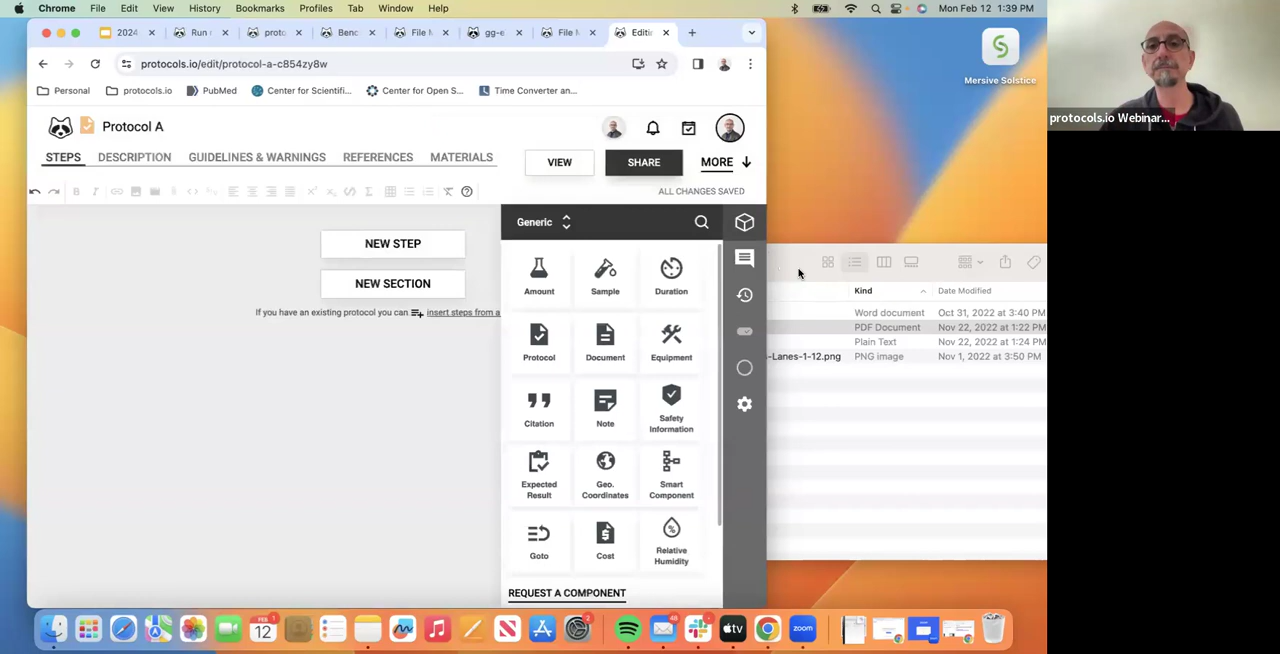 Chrome File Edit View History Bookmarks Profiles Tab Window Help Mon Feb 12 1:39 PM
2024 Run proto Benc File M gg-e File M Editin
protocols.io/edit/protocol-a-c854zy8w
Personal protocols.io PubMed Center for Scientifi... Center for Open S... Time Converter an...
Mersive Solstice
protocols.io Webinar...
Protocol A
STEPS DESCRIPTION GUIDELINES & WARNINGS REFERENCES MATERIALS VIEW SHARE MORE
ALL CHANGES SAVED
NEW STEP
NEW SECTION
If you have an existing protocol you can insert steps from a
Generic
Amount Sample Duration
Protocol Document Equipment
Citation Note Safety Information
Expected Result Geo. Coordinates Smart Component
Goto Cost Relative Humidity
REQUEST A COMPONENT
Kind Date Modified
Word document Oct 31, 2022 at 3:40 PM
PDF Document Nov 22, 2022 at 1:22 PM
Plain Text Nov 22, 2022 at 1:24 PM
-Lanes-1-12.png PNG image Nov 1, 2022 at 3:50 PM
FEB
12
tv
zoom